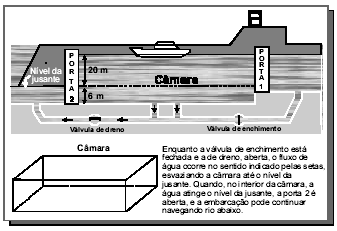 Nível da
jusante
P
O
R
T
A
2
20 m
6 m
Câmara
P
O
R
T
A
1
Válvula de dreno
Válvula de enchimento
Câmara
Enquanto a válvula de enchimento está
fechada e a de dreno, aberta, o fluxo de
água ocorre no sentido indicado pelas setas,
esvaziando a câmara até o nível da
jusante. Quando, no interior da câmara, a
água atinge o nível da jusante, a porta 2 é
aberta, e a embarcação pode continuar
navegando rio abaixo.